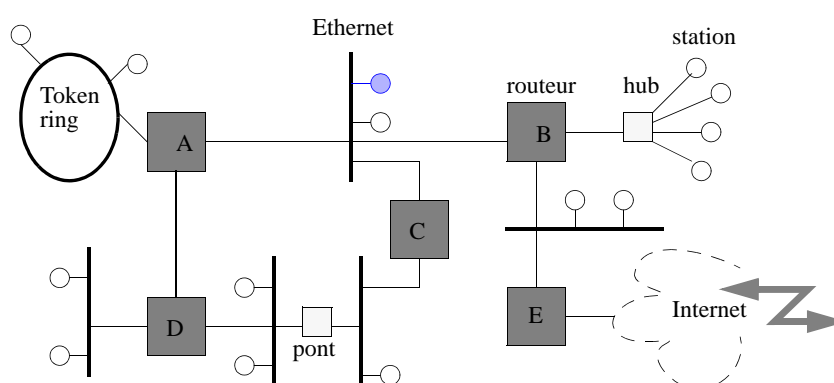 Ethernet
station
routeur
hub
Token
ring
A
B
C
D
pont
E
Internet